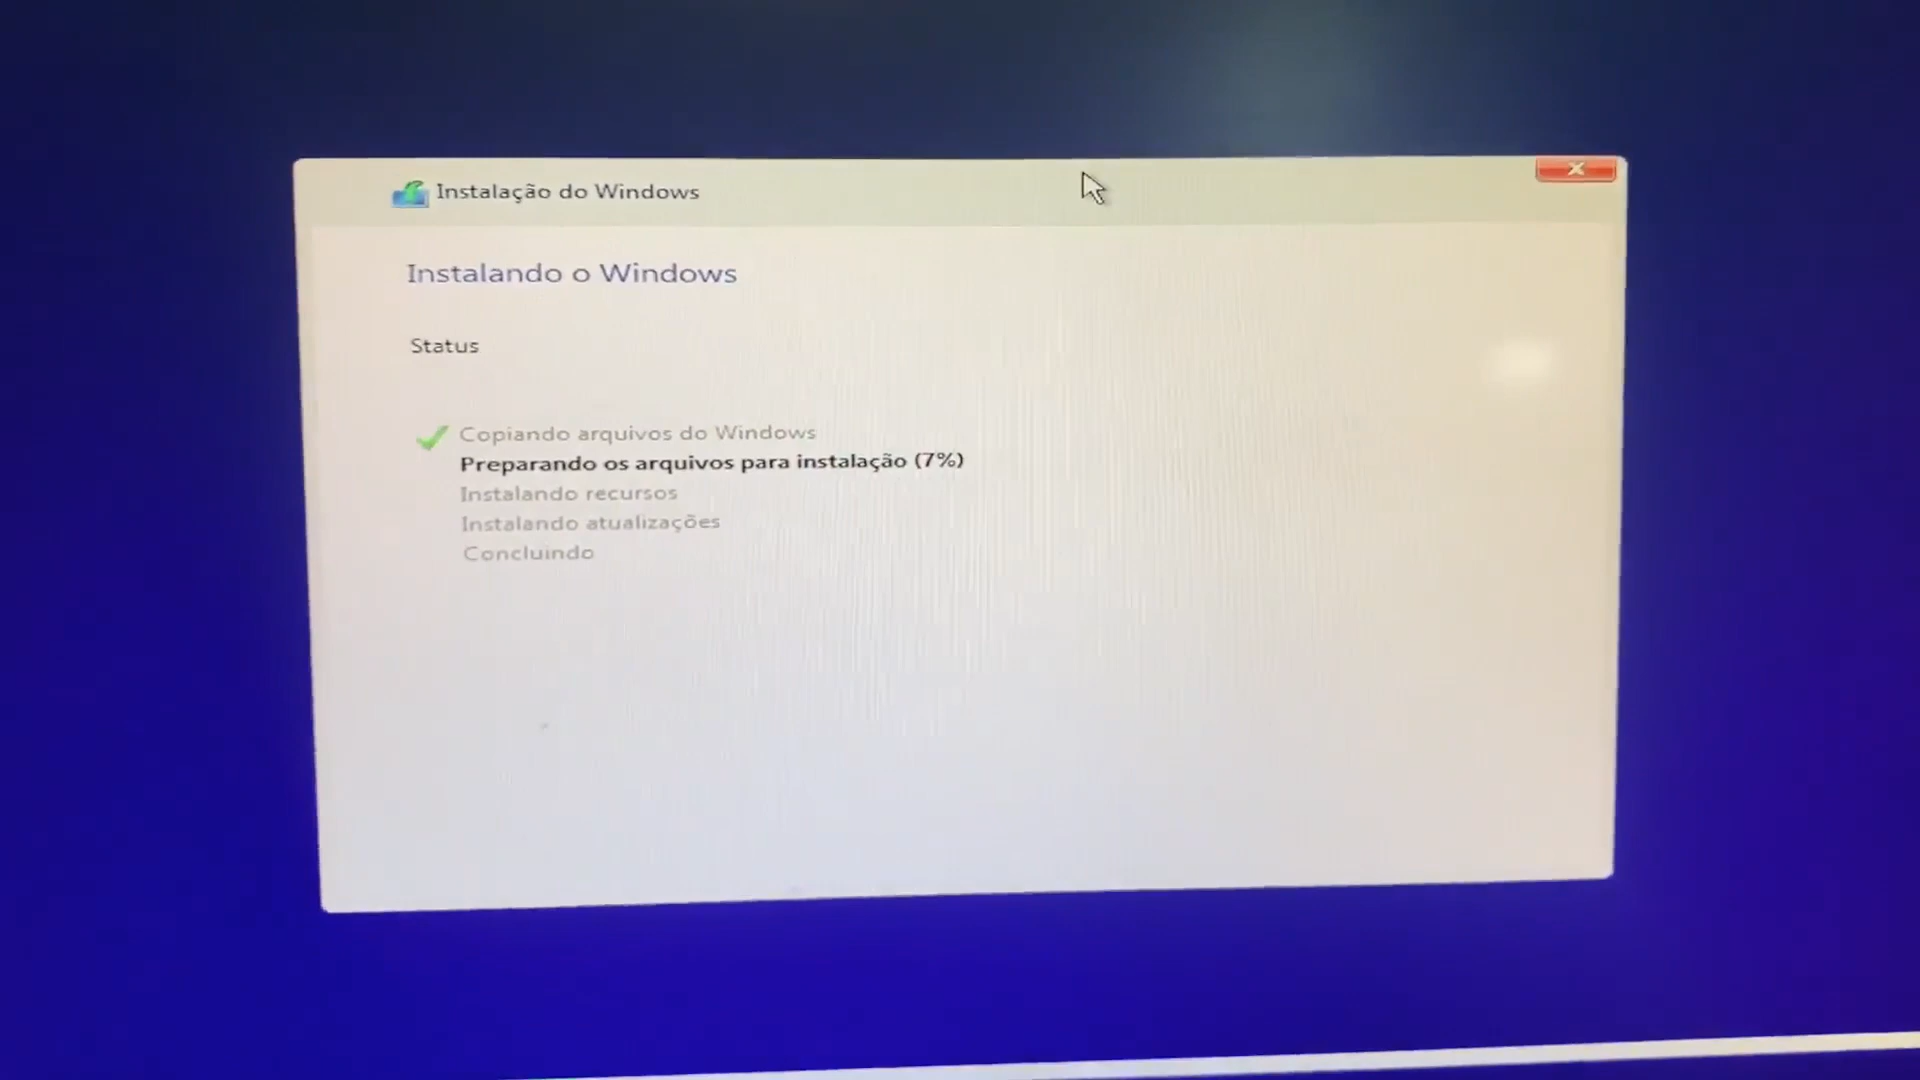 Instalação do Windows
Instalando o Windows
Status
Copiando arquivos do Windows
Preparando os arquivos para instalação (7%)
Instalando recursos
Instalando atualizações
Concluindo